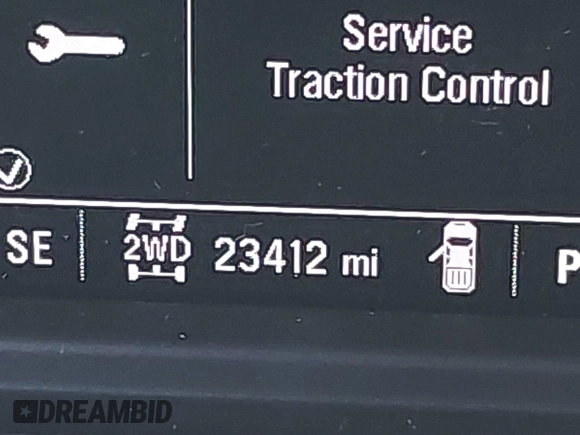 Service
Traction Control
SE
2WD
23412 mi
P
DREAMBID